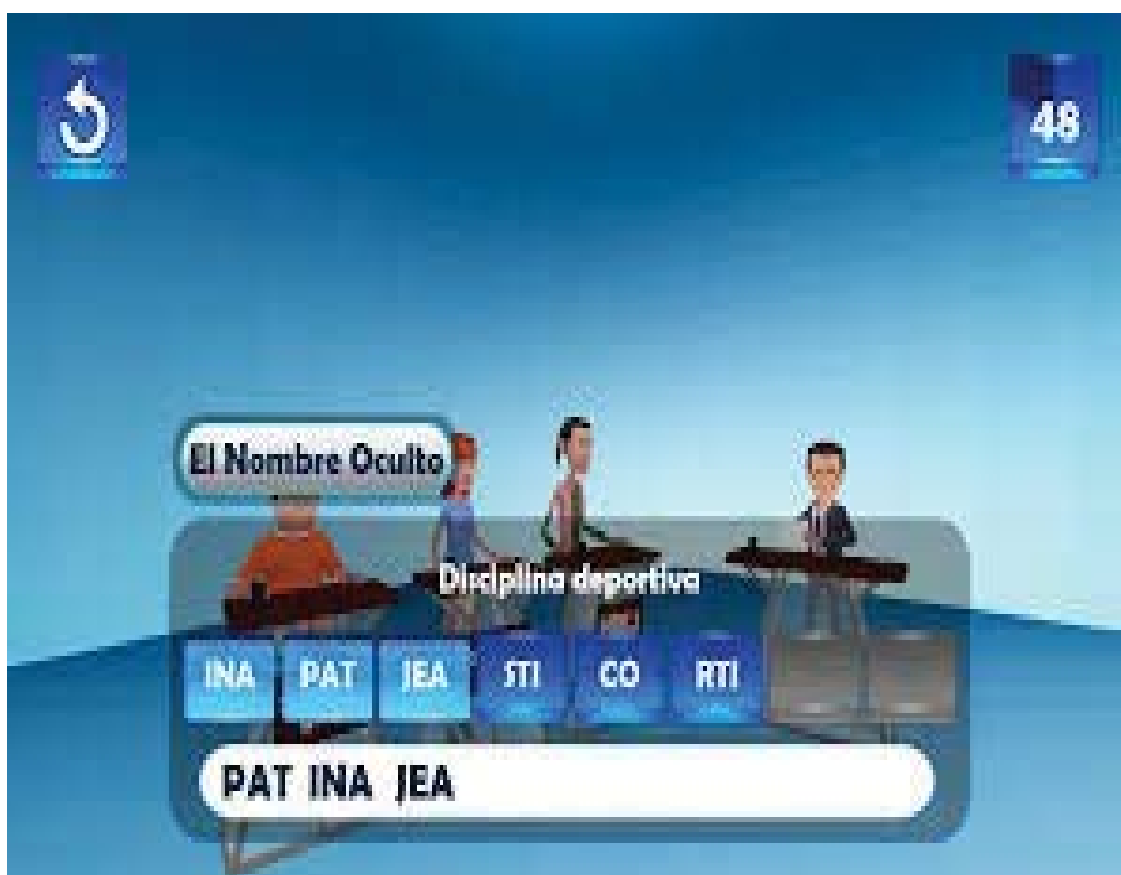 48
El Nombre Oculto
Disciplina deportiva
INA PAT JEA STI CO RTI
PAT INA JEA